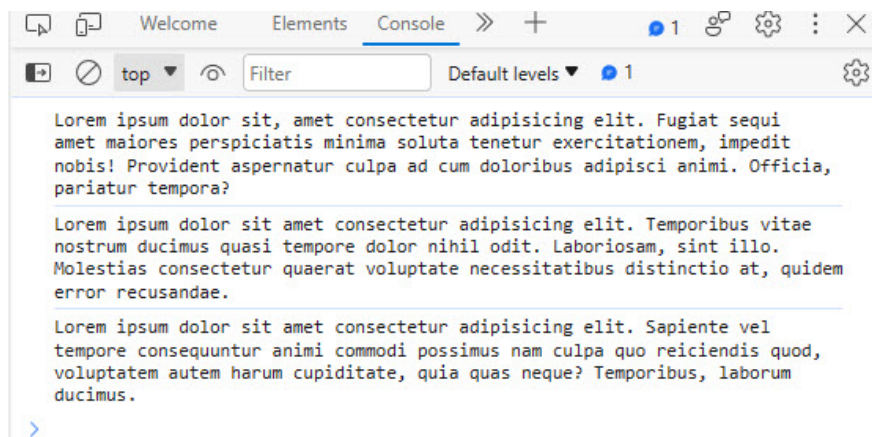 Welcome Elements Console 1
top Filter Default levels 1
Lorem ipsum dolor sit, amet consectetur adipisicing elit. Fugiat sequi
amet maiores perspiciatis minima soluta tenetur exercitationem, impedit
nobis! Provident aspernatur culpa ad cum doloribus adipisci animi. Officia,
pariatur tempora?
Lorem ipsum dolor sit amet consectetur adipisicing elit. Temporibus vitae
nostrum ducimus quasi tempore dolor nihil odit. Laboriosam, sint illo.
Molestias consectetur quaerat voluptate necessitatibus distinctio at, quidem
error recusandae.
Lorem ipsum dolor sit amet consectetur adipisicing elit. Sapiente vel
tempore consequuntur animi commodi possimus nam culpa quo reiciendis quod,
voluptatem autem harum cupiditate, quia quas neque? Temporibus, laborum
ducimus.